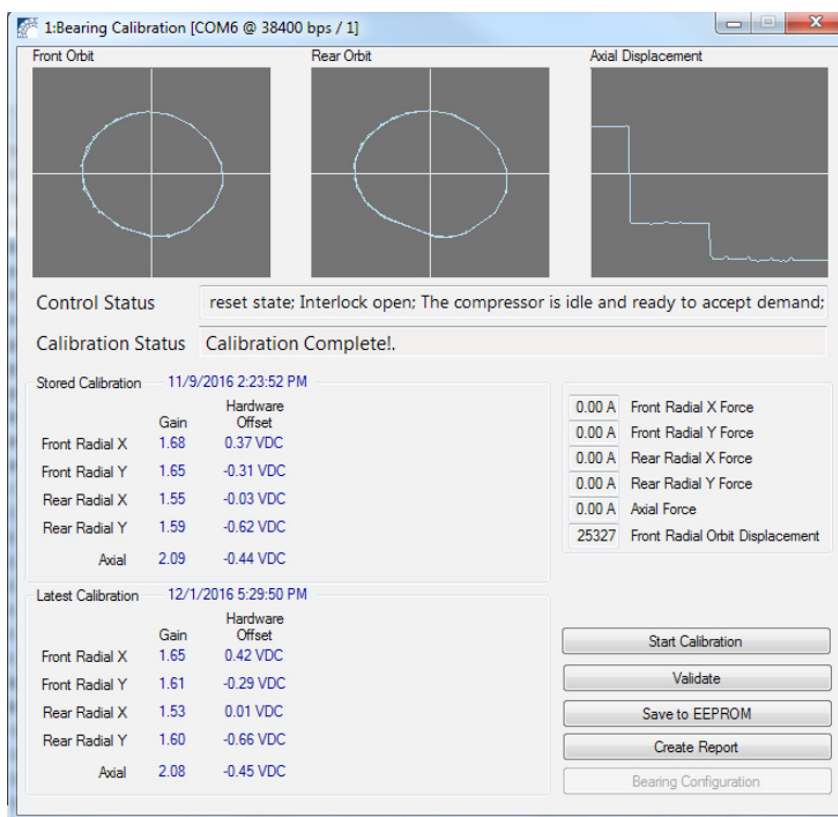 1:Bearing Calibration [COM6 @ 38400 bps / 1]
Front Orbit Rear Orbit Axial Displacement
Control Status reset state; Interlock open; The compressor is idle and ready to accept demand;
Calibration Status Calibration Complete!.
Stored Calibration 11/9/2016 2:23:52 PM
Gain Hardware Offset
Front Radial X 1.68 0.37 VDC
Front Radial Y 1.65 -0.31 VDC
Rear Radial X 1.55 -0.03 VDC
Rear Radial Y 1.59 -0.62 VDC
Axial 2.09 -0.44 VDC
0.00 A Front Radial X Force
0.00 A Front Radial Y Force
0.00 A Rear Radial X Force
0.00 A Rear Radial Y Force
0.00 A Axial Force
25327 Front Radial Orbit Displacement
Latest Calibration 12/1/2016 5:29:50 PM
Gain Hardware Offset
Front Radial X 1.65 0.42 VDC
Front Radial Y 1.61 -0.29 VDC
Rear Radial X 1.53 0.01 VDC
Rear Radial Y 1.60 -0.66 VDC
Axial 2.08 -0.45 VDC
Start Calibration
Validate
Save to EEPROM
Create Report
Bearing Configuration